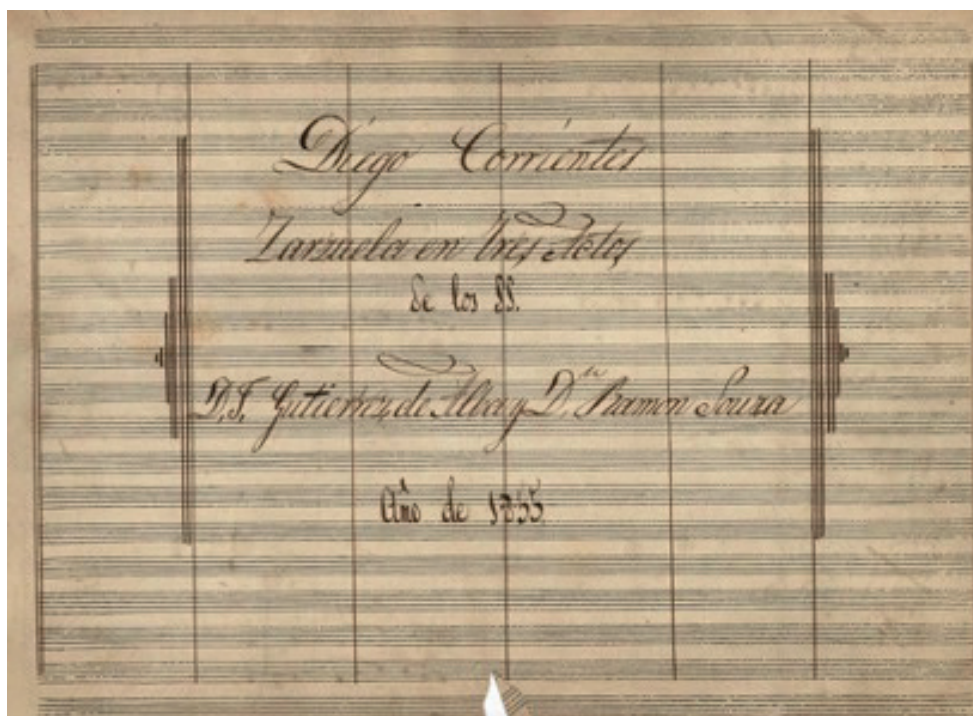 Diego Corrientes
Zarzuela en Tres Actos
de los SS.
D. J. Gutierrez de Alba y D.n Ramon Souza
Año de 1855